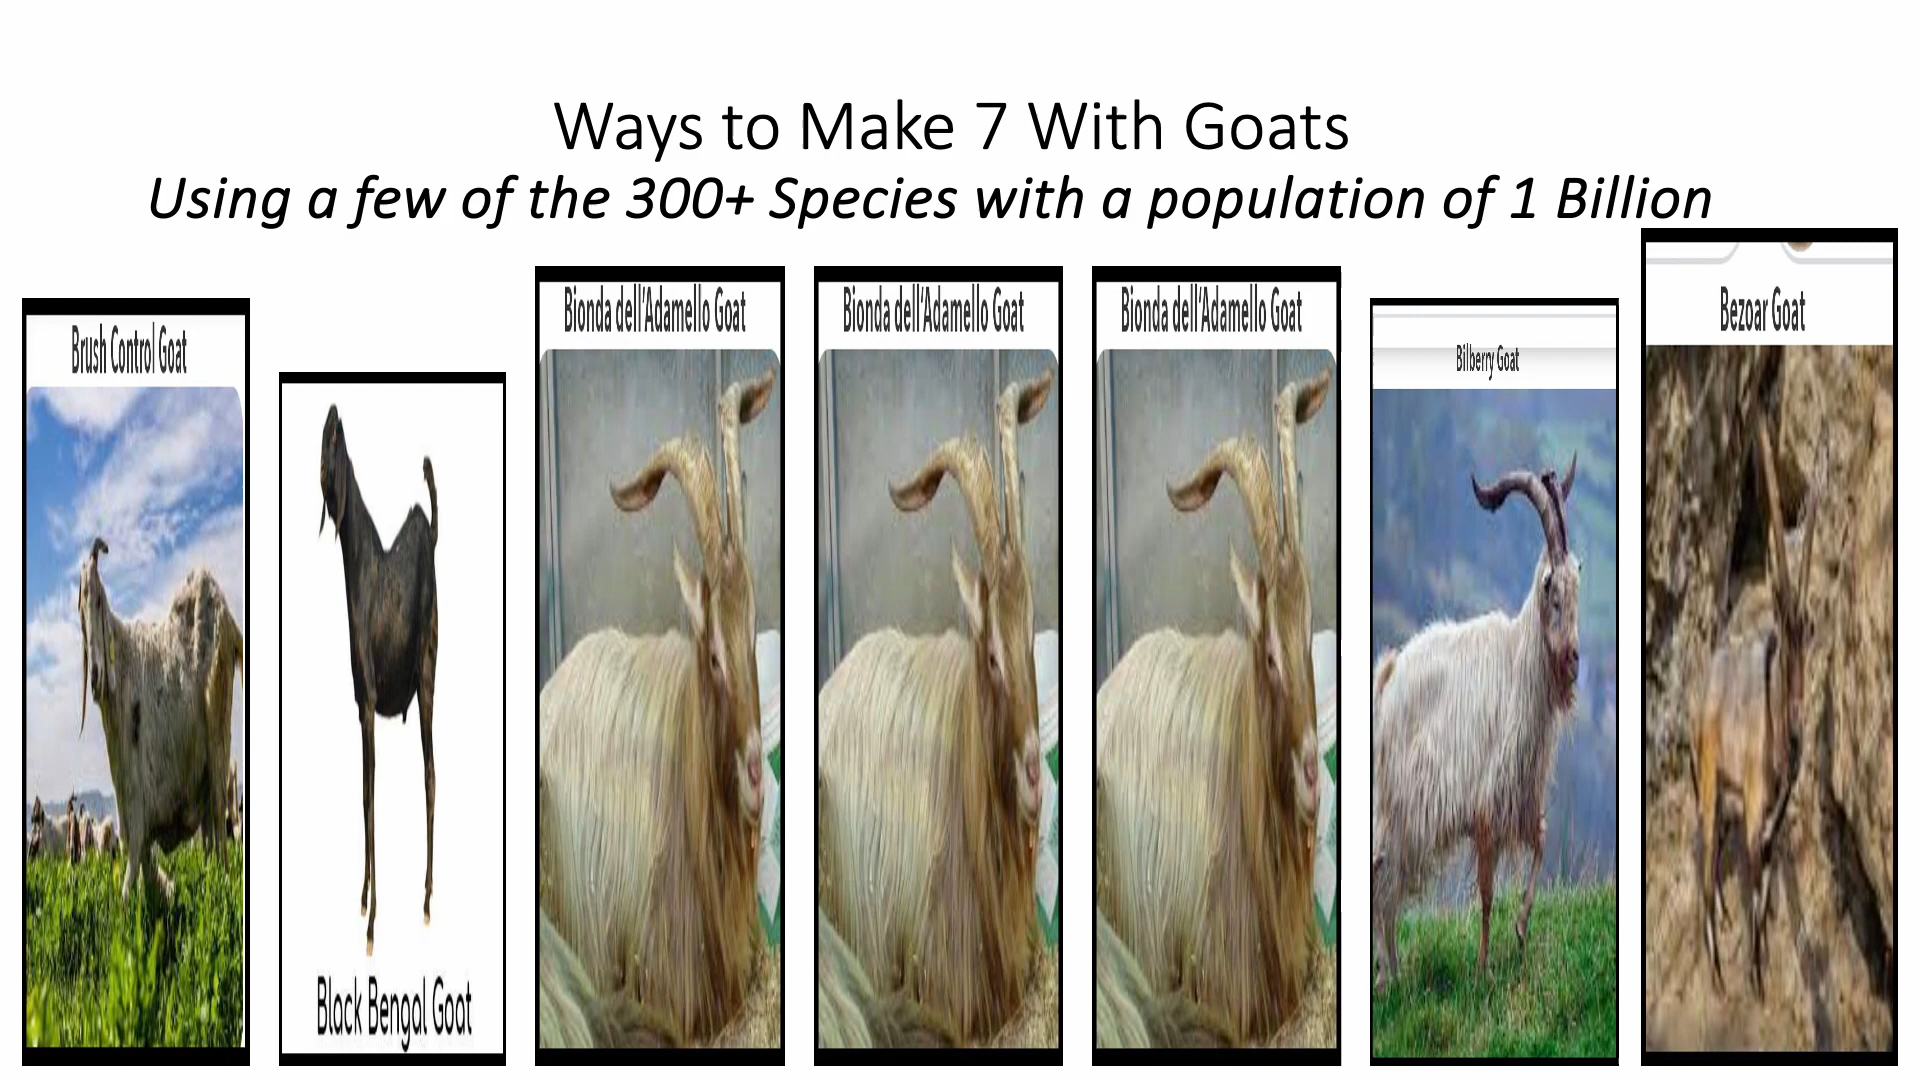 Ways to Make 7 With Goats
Using a few of the 300+ Species with a population of 1 Billion
Brush Control Goat
Black Bengal Goat
Bionda dell'Adamello Goat
Bionda dell'Adamello Goat
Bionda dell'Adamello Goat
Bilberry Goat
Bezoar Goat